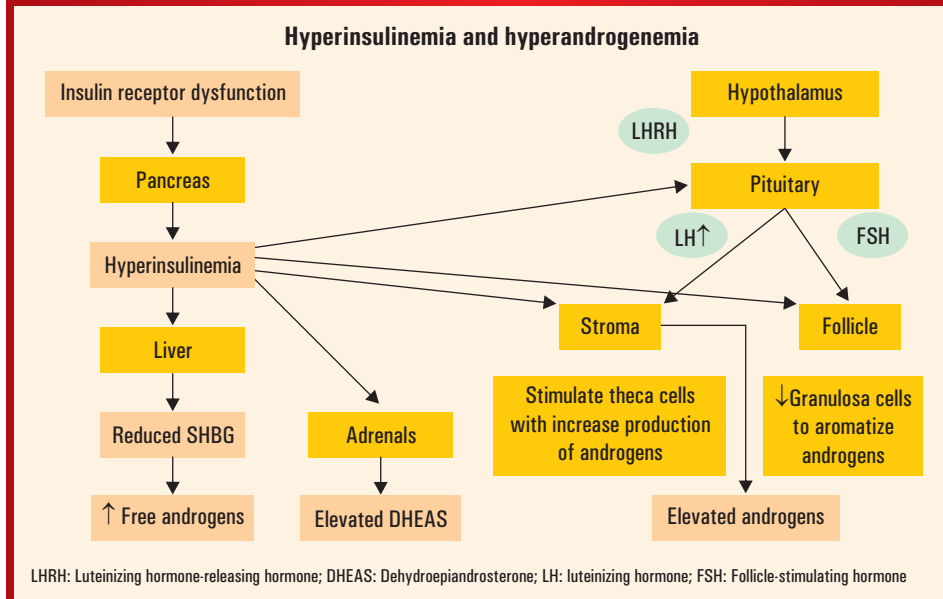 Hyperinsulinemia and hyperandrogenemia
Insulin receptor dysfunction
Pancreas
Hyperinsulinemia
Liver
Reduced SHBG
↑ Free androgens
Adrenals
Elevated DHEAS
Hypothalamus
LHRH
Pituitary
LH↑
FSH
Stroma
Follicle
Stimulate theca cells
with increase production
of androgens
↓Granulosa cells
to aromatize
androgens
Elevated androgens
LHRH: Luteinizing hormone-releasing hormone; DHEAS: Dehydroepiandrosterone; LH: luteinizing hormone; FSH: Follicle-stimulating hormone